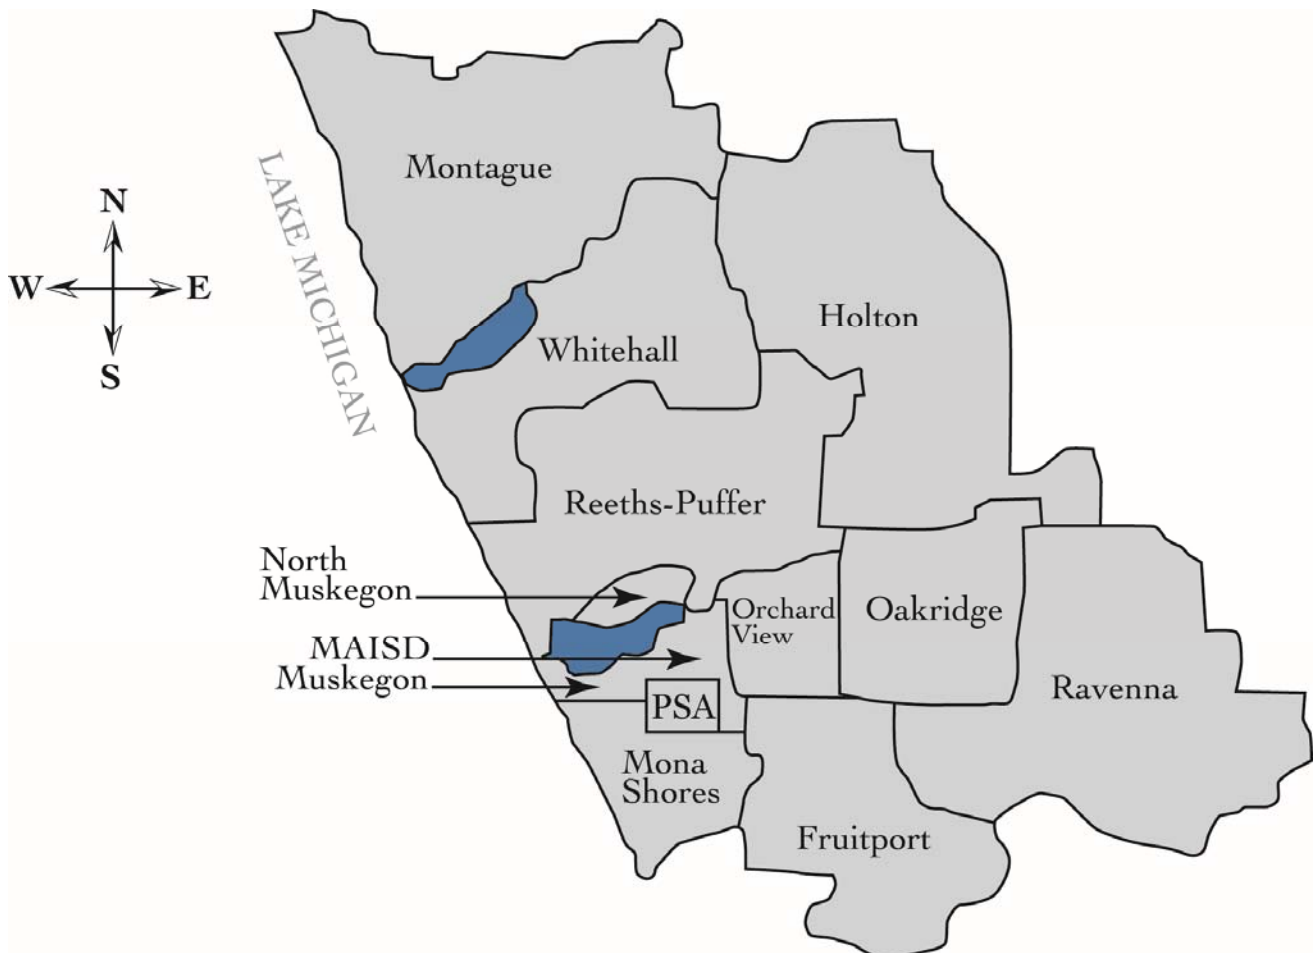 Montague
N
W
E
S
LAKE MICHIGAN
Holton
Whitehall
Reeths-Puffer
North
Muskegon
Orchard
View
Oakridge
MAISD
Muskegon
PSA
Ravenna
Mona
Shores
Fruitport